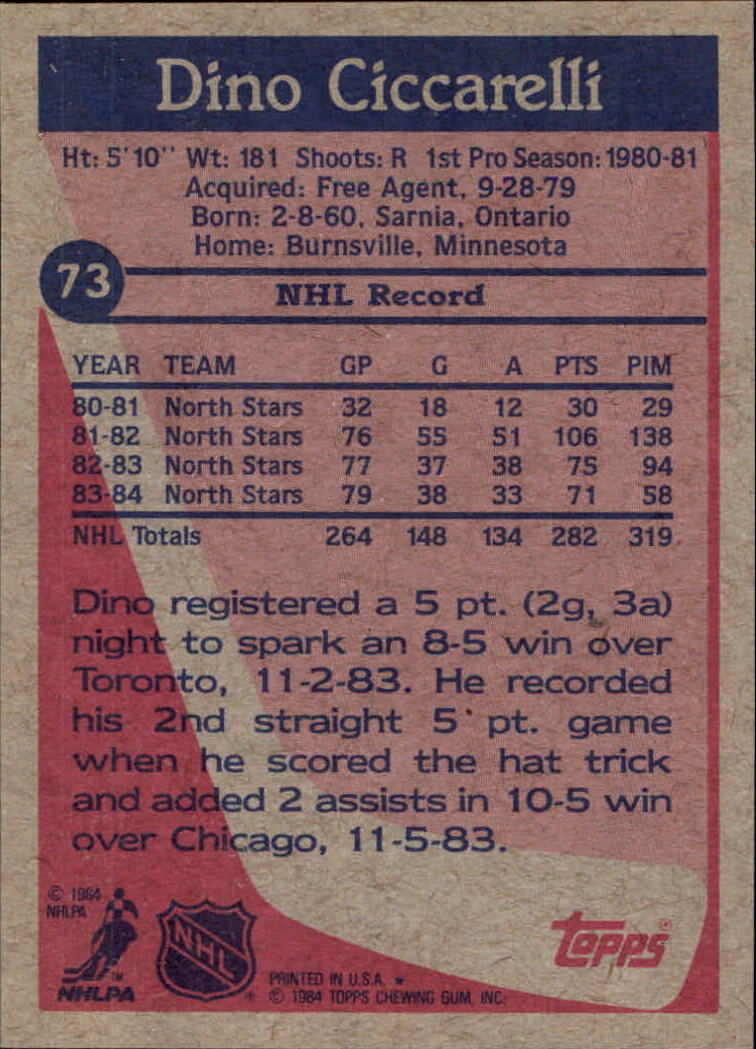 Dino Ciccarelli
Ht: 5'10" Wt: 181 Shoots: R 1st Pro Season: 1980-81
Acquired: Free Agent, 9-28-79
Born: 2-8-60, Sarnia, Ontario
Home: Burnsville, Minnesota
73
NHL Record
YEAR TEAM GP G A PTS PIM
80-81 North Stars 32 18 12 30 29
81-82 North Stars 76 55 51 106 138
82-83 North Stars 77 37 38 75 94
83-84 North Stars 79 38 33 71 58
NHL Totals 264 148 134 282 319
Dino registered a 5 pt. (2g, 3a)
night to spark an 8-5 win over
Toronto, 11-2-83. He recorded
his 2nd straight 5 pt. game
when he scored the hat trick
and added 2 assists in 10-5 win
over Chicago, 11-5-83.
© 1984
NHLPA
TM
NHLPA
NHL
®
PRINTED IN U.S.A. *
© 1984 TOPPS CHEWING GUM, INC.
topps®